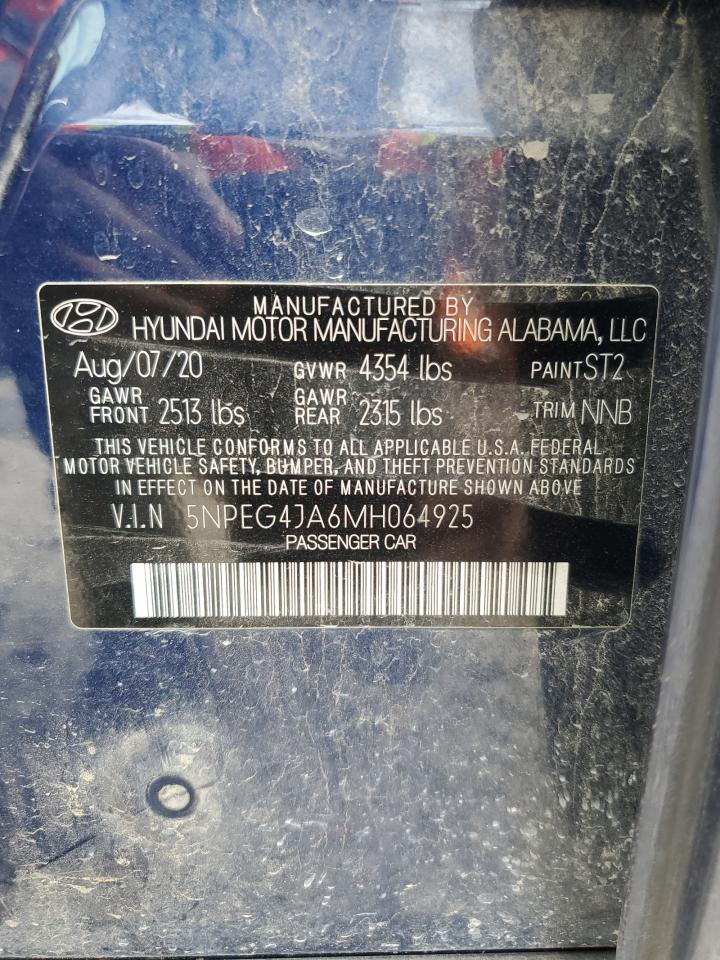 MANUFACTURED BY
HYUNDAI MOTOR MANUFACTURING ALABAMA, LLC
Aug/07/20 GVWR 4354 lbs PAINT ST2
GAWR FRONT 2513 lbs GAWR REAR 2315 lbs TRIM NNB
THIS VEHICLE CONFORMS TO ALL APPLICABLE U.S.A. FEDERAL
MOTOR VEHICLE SAFETY, BUMPER, AND THEFT PREVENTION STANDARDS
IN EFFECT ON THE DATE OF MANUFACTURE SHOWN ABOVE
V.I.N 5NPEG4JA6MH064925
PASSENGER CAR